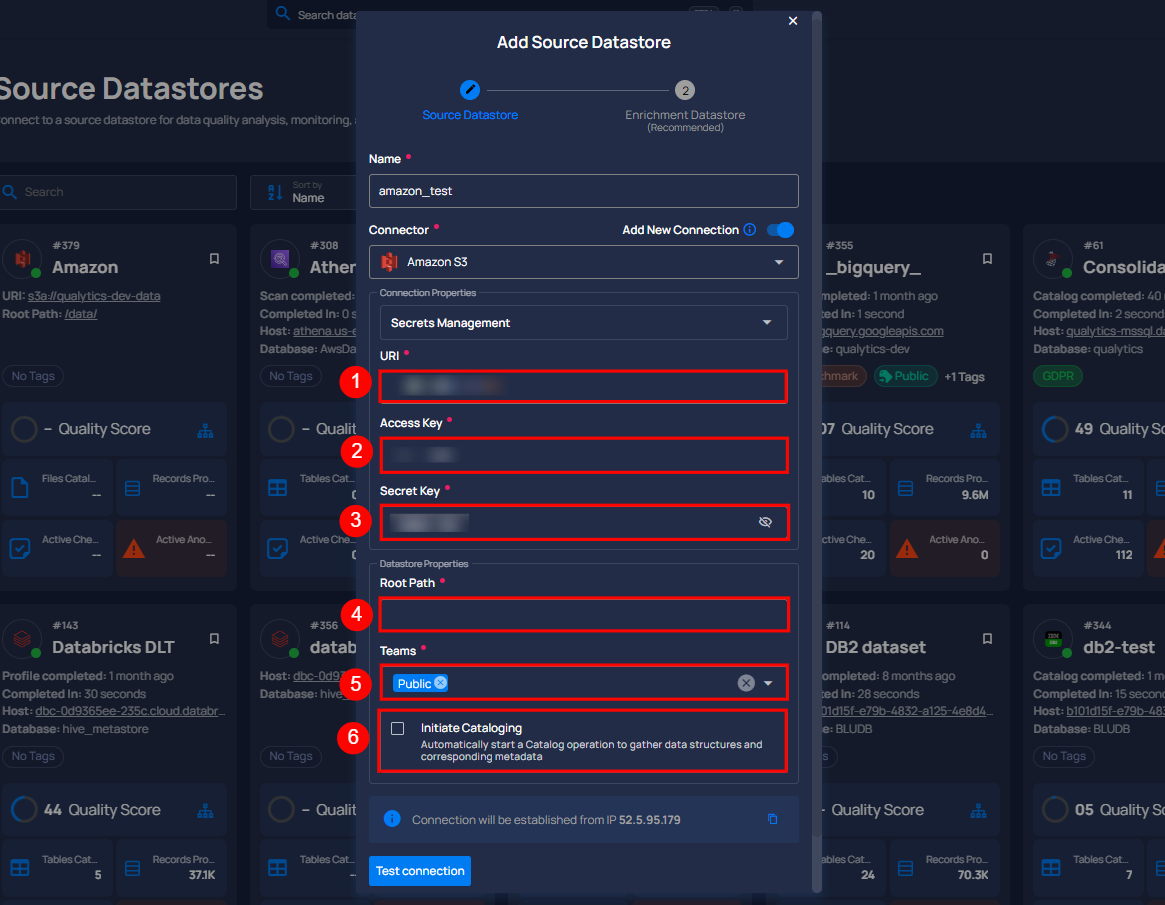 Search data
Source Datastores
onnect to a source datastore for data quality analysis, monitoring,
Search
Sort by
Name
#379
Amazon
URI: s3a://qualytics-dev-data
Root Path: /data/
No Tags
– Quality Score
Files Catal...
--
Records Pro...
--
Active Che...
--
Active Ano...
--
#308
Scan completed:
Completed In: 0 s
Host: athena.us-e
Database: AwsDa
No Tags
Tables Cat...
Active Che...
#143
Databricks DLT
Profile completed: 1 month ago
Completed In: 30 seconds
Host: dbc-0d9365ee-235c.cloud.databr...
Database: hive_metastore
No Tags
44 Quality Score
Tables Cat...
5
Records Pro...
37.1K
#356
datab
Host: dbc-0d93
Database: hive
No Tags
Tables Cat...
Add Source Datastore
2
Source Datastore
Enrichment Datastore
(Recommended)
Name •
amazon_test
Connector •
Add New Connection
Amazon S3
Connection Properties
Secrets Management
URI •
1
Access Key •
2
Secret Key •
3
Datastore Properties
Root Path •
4
Teams •
5
Public
6
Initiate Cataloging
Automatically start a Catalog operation to gather data structures and
corresponding metadata
Connection will be established from IP 52.5.95.179
Test connection
#355
_bigquery_
mpleted: 1 month ago
ed In: 1 second
gquery.googleapis.com
e: qualytics-dev
hmark
Public
+1 Tags
07 Quality Score
ables Cat...
10
Records Pro...
9.6M
ctive Che...
20
Active Ano...
0
#61
Consolida
Catalog completed: 40
Completed In: 2 second
Host: qualytics-mssql.da
Database: qualytics
GDPR
49 Quality Sco
Tables Cat...
11
Active Che...
112
#114
DB2 dataset
mpleted: 8 months ago
ed In: 28 seconds
01d15f-e79b-4832-a125-4e8d4...
e: BLUDB
Quality Score
ables Cat...
24
Records Pro...
70.3K
#344
db2-test
Catalog completed: 1 mo
Completed In: 15 second
Host: b101d15f-e79b-483
Database: BLUDB
No Tags
05 Quality Sco
Tables Cat...
7